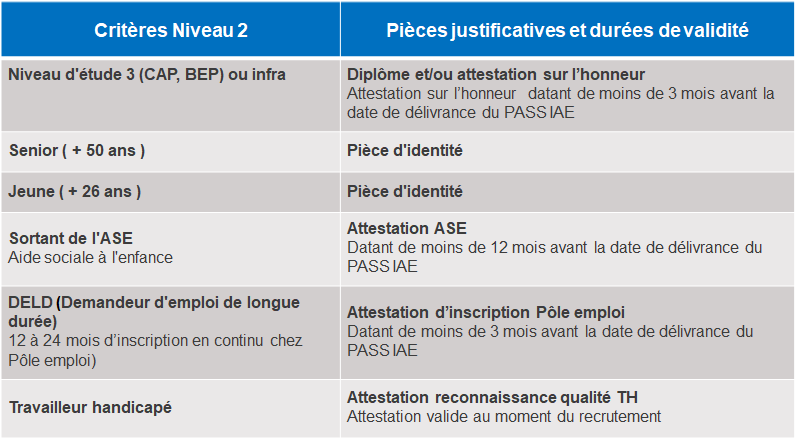 Critères Niveau 2
Pièces justificatives et durées de validité
Niveau d'étude 3 (CAP, BEP) ou infra
Diplôme et/ou attestation sur l’honneur
Attestation sur l’honneur datant de moins de 3 mois avant la
date de délivrance du PASS IAE
Senior ( + 50 ans )
Pièce d'identité
Jeune ( + 26 ans )
Pièce d'identité
Sortant de l'ASE
Aide sociale à l'enfance
Attestation ASE
Datant de moins de 12 mois avant la date de délivrance du
PASS IAE
DELD (Demandeur d'emploi de longue
durée)
12 à 24 mois d’inscription en continu chez
Pôle emploi)
Attestation d’inscription Pôle emploi
Datant de moins de 3 mois avant la date de délivrance du
PASS IAE
Travailleur handicapé
Attestation reconnaissance qualité TH
Attestation valide au moment du recrutement